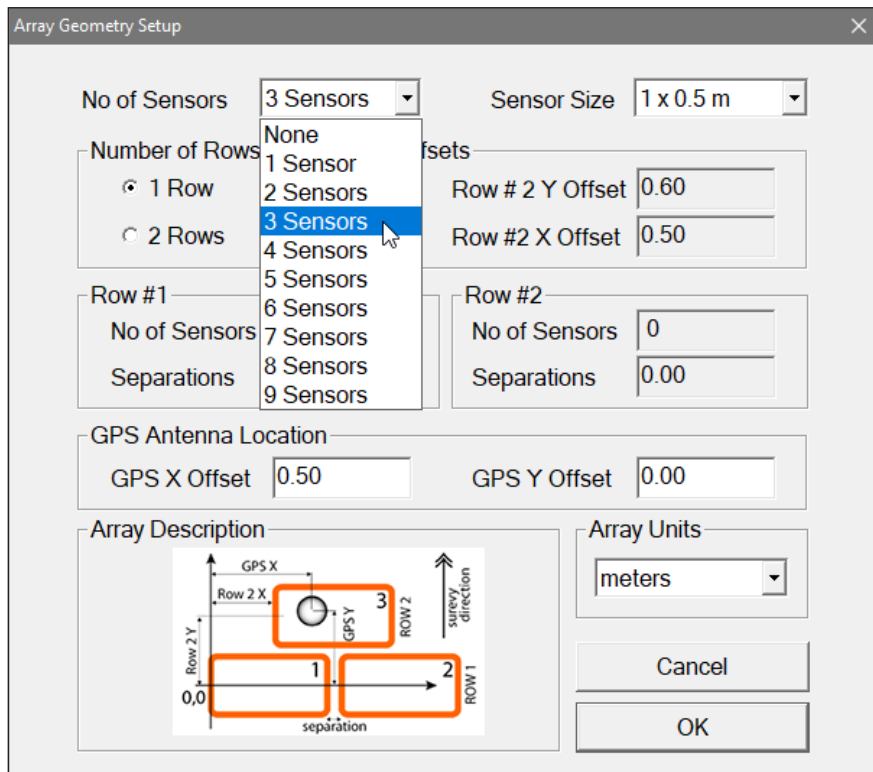 Array Geometry Setup
No of Sensors 3 Sensors Sensor Size 1 x 0.5 m
None
1 Sensor
2 Sensors
3 Sensors
4 Sensors
5 Sensors
6 Sensors
7 Sensors
8 Sensors
9 Sensors
Number of Rows fsets
1 Row Row # 2 Y Offset 0.60
2 Rows Row #2 X Offset 0.50
Row #1
No of Sensors
Separations
Row #2
No of Sensors 0
Separations 0.00
GPS Antenna Location
GPS X Offset 0.50 GPS Y Offset 0.00
Array Description
GPS X
Row 2 X
Row 2 Y
GPS Y
3
ROW 2
surevy
direction
1
2
ROW 1
0,0
separation
Array Units
meters
Cancel
OK